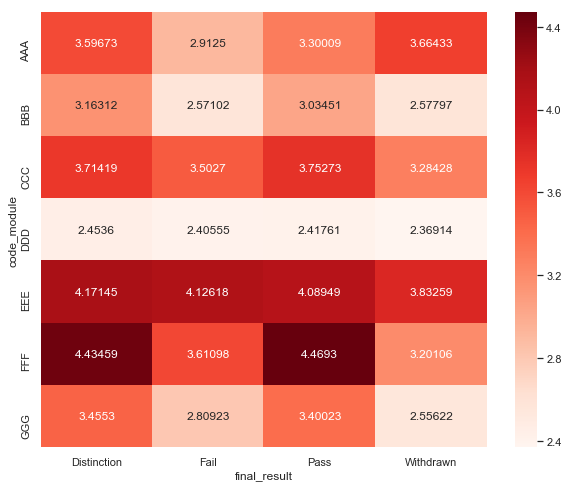 AAA 3.59673 2.9125 3.30009 3.66433
BBB 3.16312 2.57102 3.03451 2.57797
CCC 3.71419 3.5027 3.75273 3.28428
DDD 2.4536 2.40555 2.41761 2.36914
EEE 4.17145 4.12618 4.08949 3.83259
FFF 4.43459 3.61098 4.4693 3.20106
GGG 3.4553 2.80923 3.40023 2.55622
code_module
Distinction Fail Pass Withdrawn
final_result
4.4
4.0
3.6
3.2
2.8
2.4